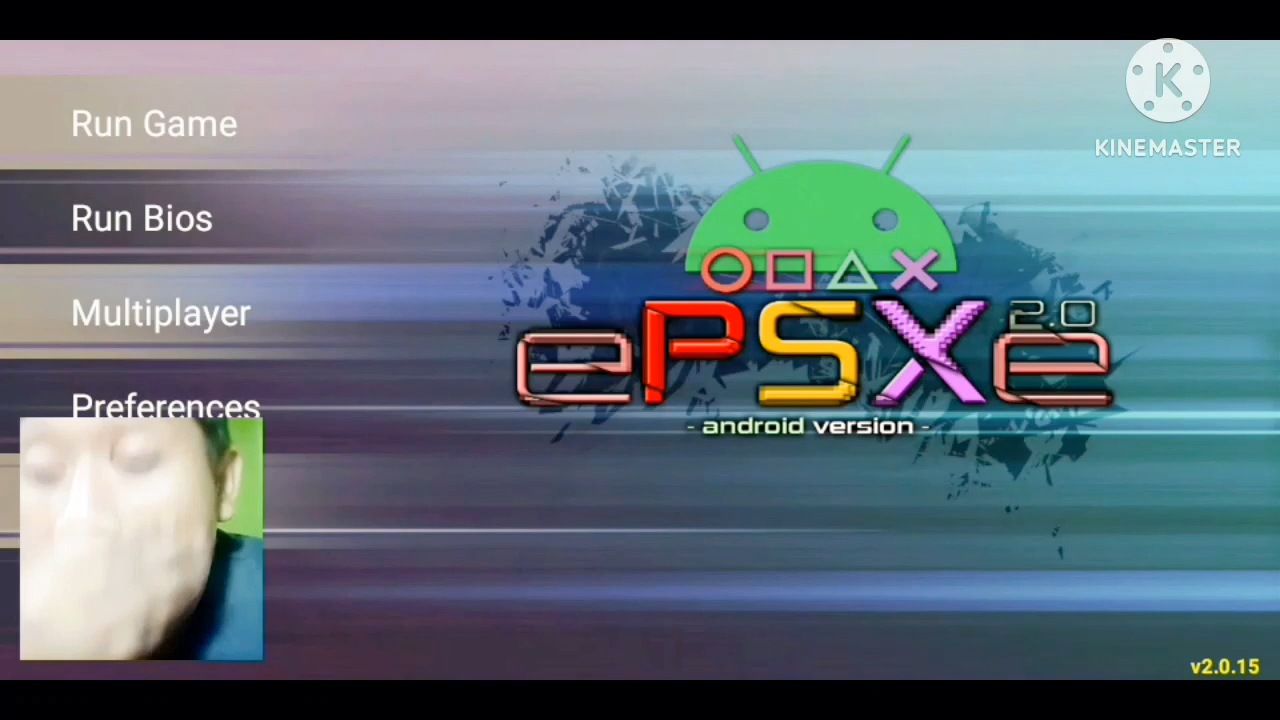 Run Game
Run Bios
Multiplayer
Preferences
KINEMASTER
ePSXe 2.0
- android version -
v2.0.15